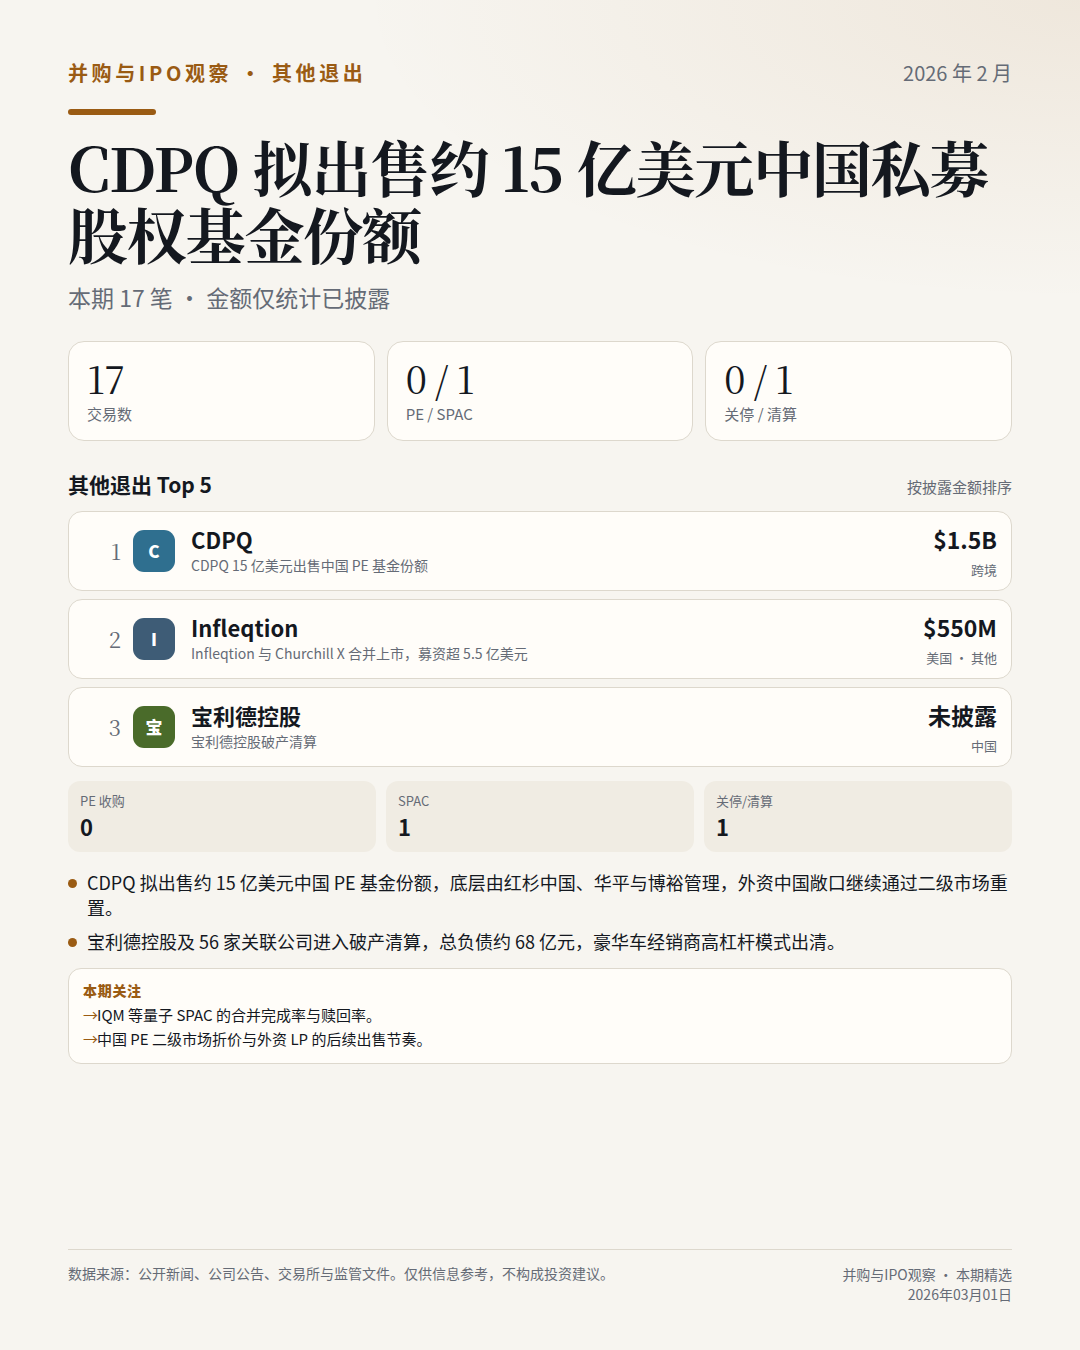 并购与IPO观察 • 其他退出
2026 年 2 月
CDPQ 拟出售约 15 亿美元中国私募
股权基金份额
本期 17 笔 • 金额仅统计已披露
17
交易数
0 / 1
PE / SPAC
0 / 1
关停 / 清算
其他退出 Top 5
按披露金额排序
1
C
CDPQ
CDPQ 15 亿美元出售中国 PE 基金份额
$1.5B
跨境
2
I
Infleqtion
Infleqtion 与 Churchill X 合并上市，募资超 5.5 亿美元
$550M
美国 • 其他
3
宝
宝利德控股
宝利德控股破产清算
未披露
中国
PE 收购
0
SPAC
1
关停/清算
1
CDPQ 拟出售约 15 亿美元中国 PE 基金份额，底层由红杉中国、华平与博裕管理，外资中国敞口继续通过二级市场重
置。
宝利德控股及 56 家关联公司进入破产清算，总负债约 68 亿元，豪华车经销商高杠杆模式出清。
本期关注
→IQM 等量子 SPAC 的合并完成率与赎回率。
→中国 PE 二级市场折价与外资 LP 的后续出售节奏。
数据来源：公开新闻、公司公告、交易所与监管文件。仅供信息参考，不构成投资建议。
并购与IPO观察 • 本期精选
2026年03月01日